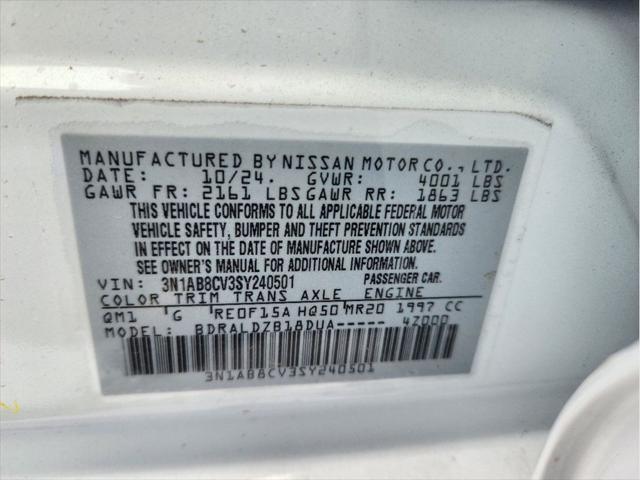 MANUFACTURED BY NISSAN MOTOR CO., LTD.
DATE: 10/24. GVWR: 4001 LBS
GAWR FR: 2161 LBS GAWR RR: 1863 LBS
THIS VEHICLE CONFORMS TO ALL APPLICABLE FEDERAL MOTOR
VEHICLE SAFETY, BUMPER AND THEFT PREVENTION STANDARDS
IN EFFECT ON THE DATE OF MANUFACTURE SHOWN ABOVE.
SEE OWNER'S MANUAL FOR ADDITIONAL INFORMATION.
VIN: 3N1AB8CV3SY240501 PASSENGER CAR.
COLOR TRIM TRANS AXLE ENGINE
QM1 G RE0F15A HQ50 MR20 1997 CC
MODEL: BDRALDZB18DUA----- 4Z000
3N1AB8CV3SY240501